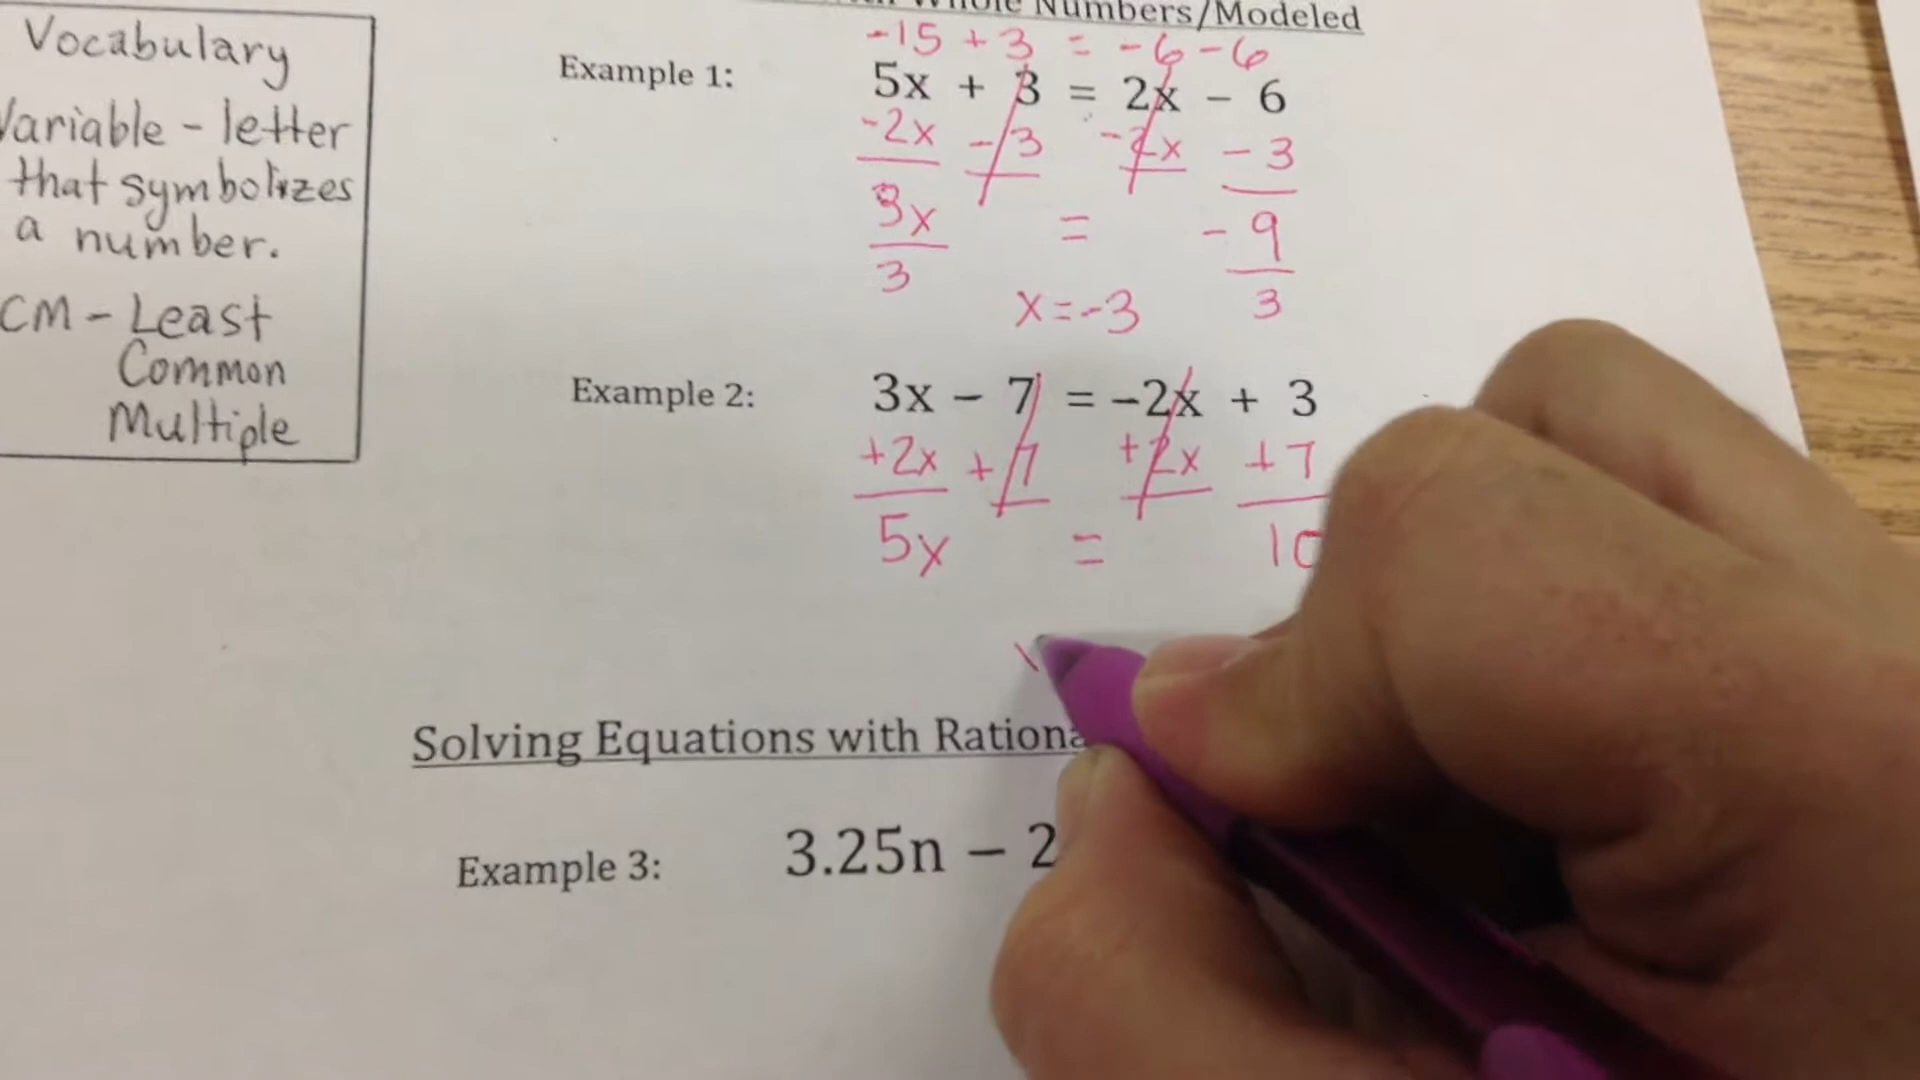 Numbers/Modeled
Vocabulary
Variable - letter
that symbolizes
a number.
CM - Least
Common
Multiple
-15 + 3 = -6 - 6
Example 1: 5x + 3 = 2x – 6
-2x - 3 -2x - 3
3x = -9
3 3
x = -3
Example 2: 3x – 7 = –2x + 3
+2x + 7 +2x +7
5x = 10
Solving Equations with Rationa
Example 3: 3.25n – 2